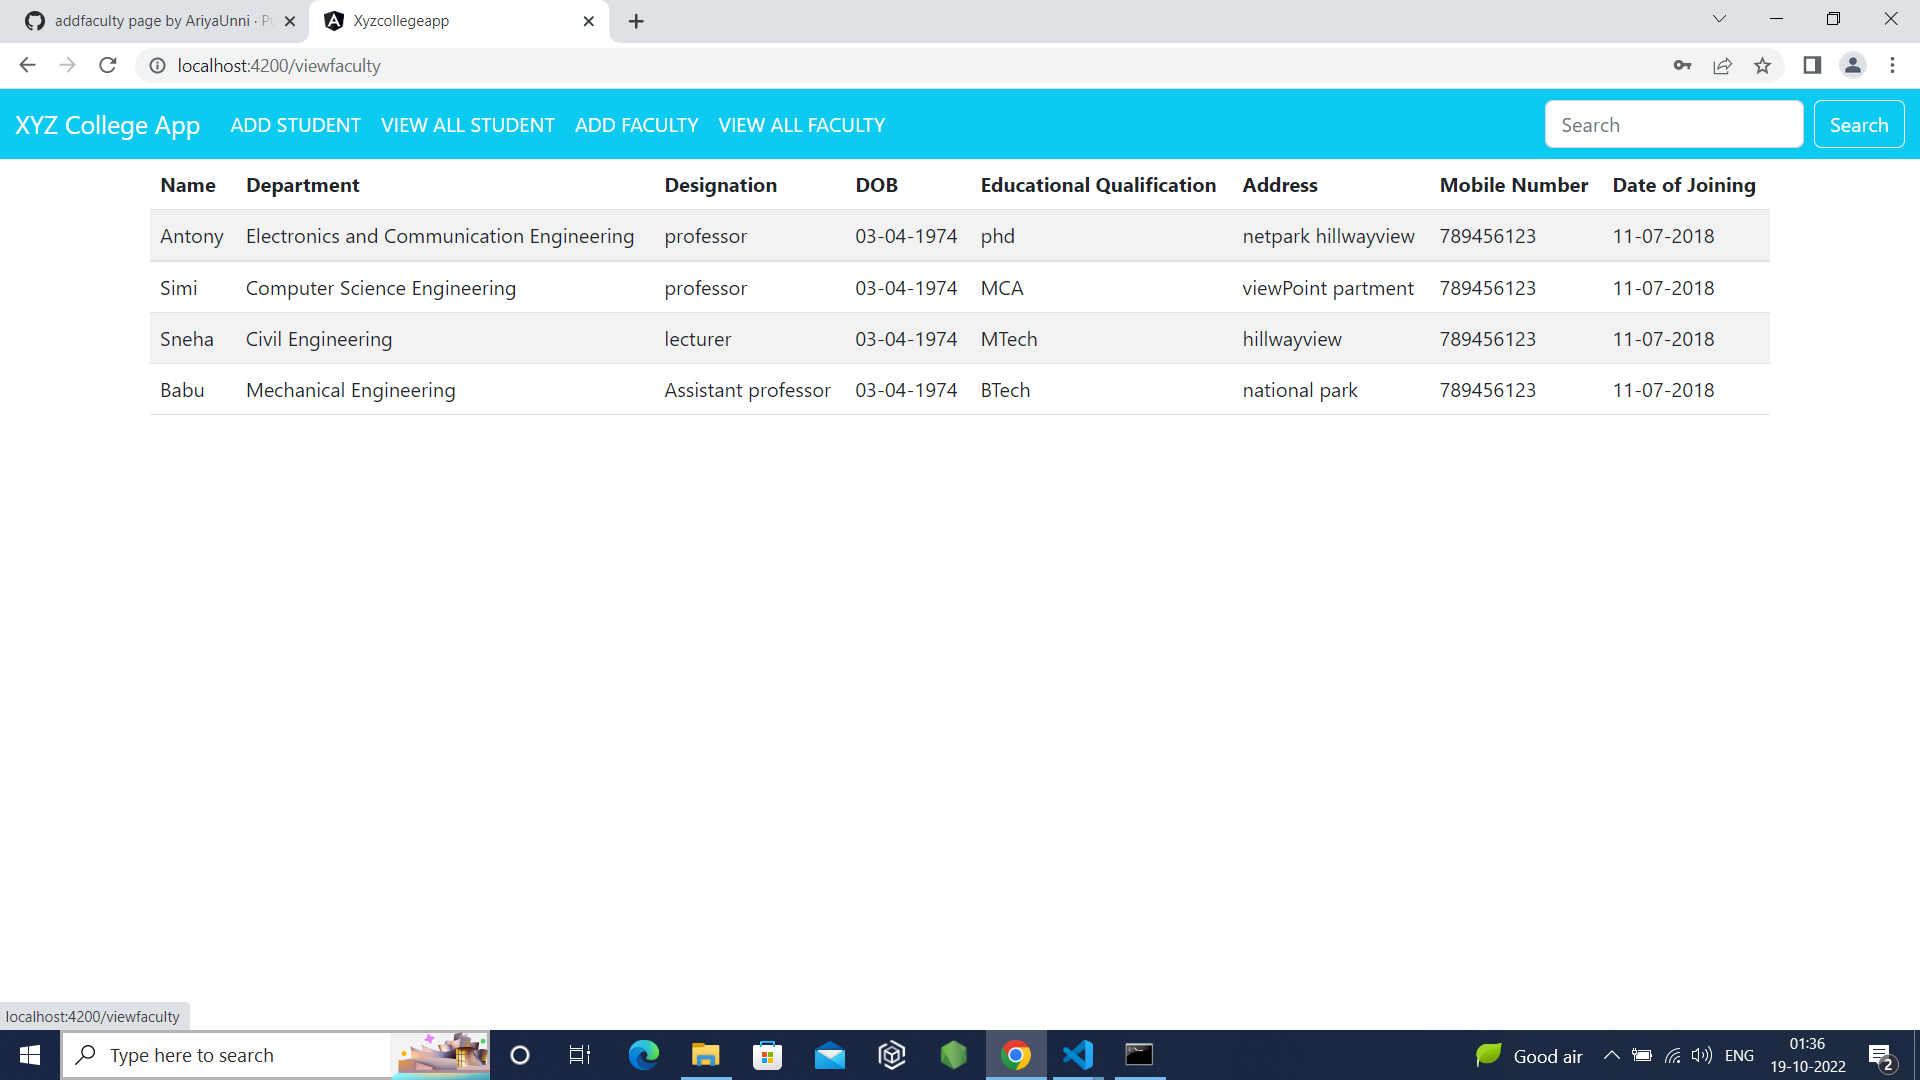 addfaculty page by AriyaUnni · Pu
Xyzcollegeapp
localhost:4200/viewfaculty
XYZ College App ADD STUDENT VIEW ALL STUDENT ADD FACULTY VIEW ALL FACULTY Search Search
Name Department Designation DOB Educational Qualification Address Mobile Number Date of Joining
Antony Electronics and Communication Engineering professor 03-04-1974 phd netpark hillwayview 789456123 11-07-2018
Simi Computer Science Engineering professor 03-04-1974 MCA viewPoint partment 789456123 11-07-2018
Sneha Civil Engineering lecturer 03-04-1974 MTech hillwayview 789456123 11-07-2018
Babu Mechanical Engineering Assistant professor 03-04-1974 BTech national park 789456123 11-07-2018
localhost:4200/viewfaculty
Type here to search
Good air
ENG
01:36
19-10-2022
2